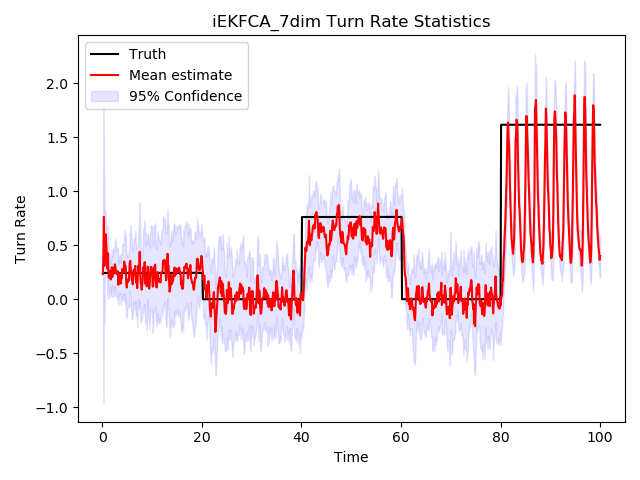 iEKFCA_7dim Turn Rate Statistics
Truth
Mean estimate
95% Confidence
2.0
1.5
1.0
0.5
0.0
−0.5
−1.0
Turn Rate
0 20 40 60 80 100
Time